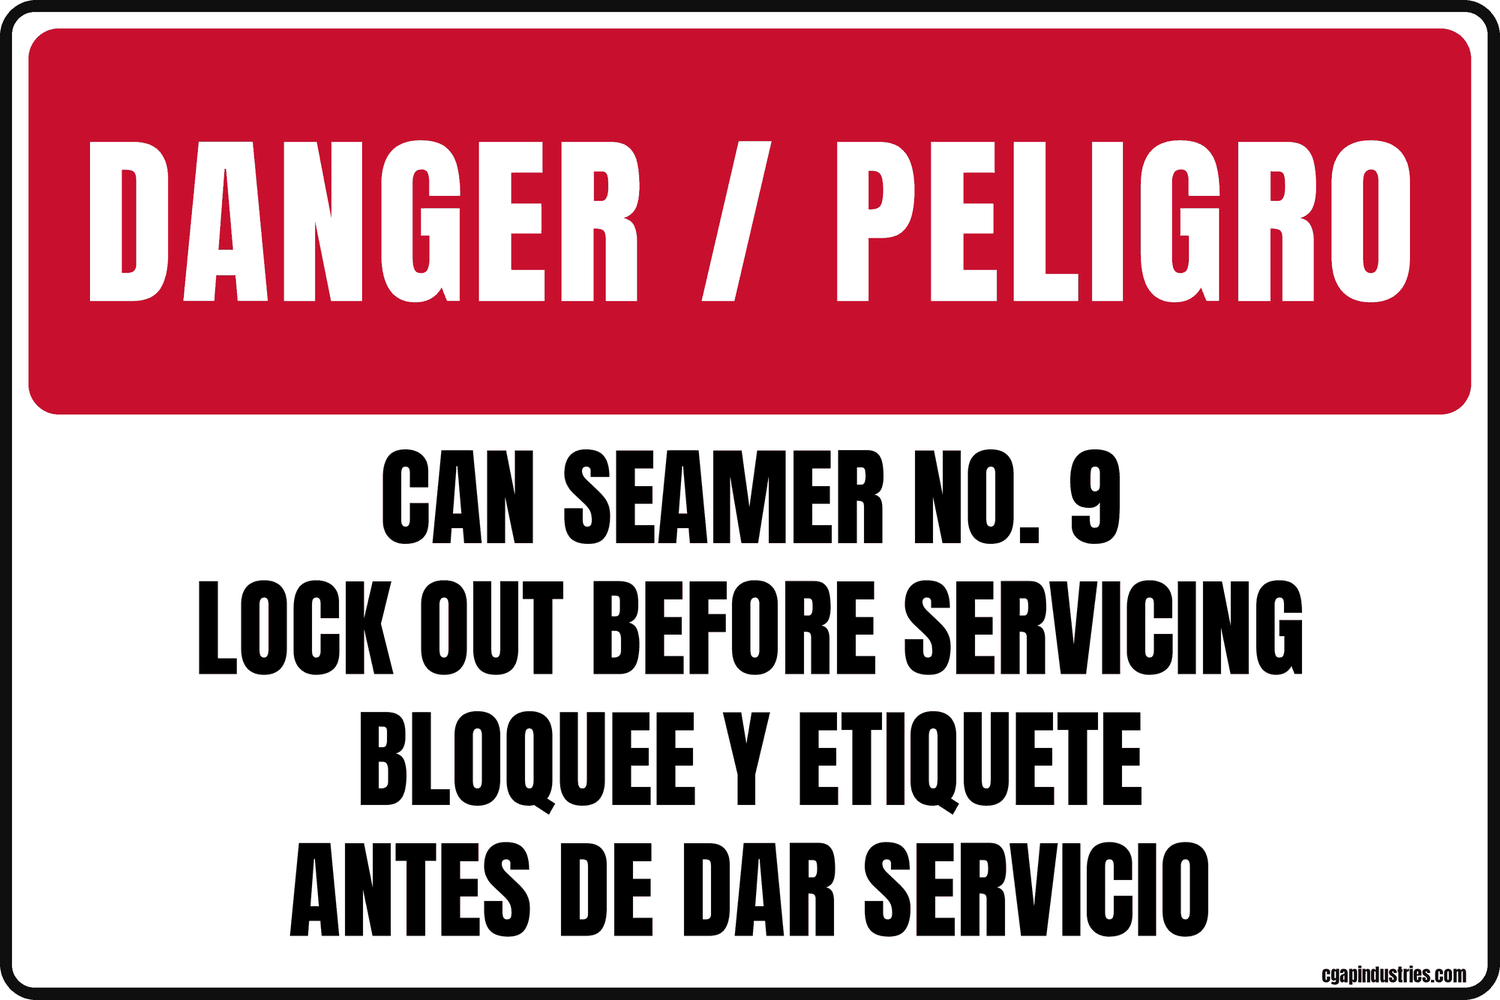 DANGER / PELIGRO
CAN SEAMER NO. 9
LOCK OUT BEFORE SERVICING
BLOQUEE Y ETIQUETE
ANTES DE DAR SERVICIO
cgapindustries.com